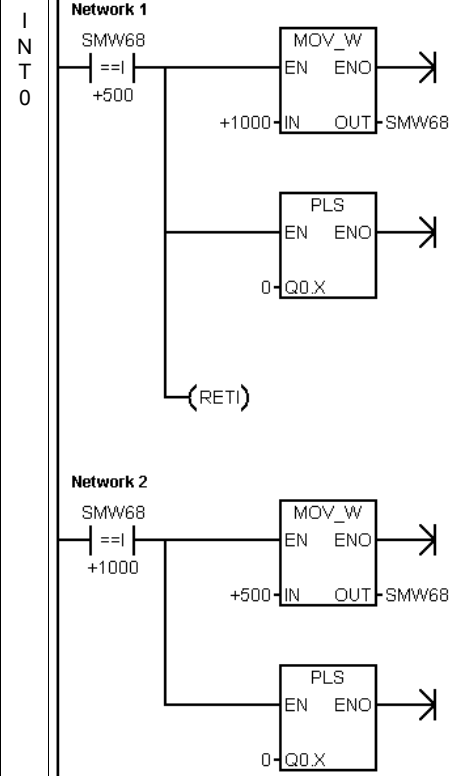 INT0
Network 1
SMW68
==I
+500
MOV_W
EN ENO
+1000 IN OUT SMW68
PLS
EN ENO
0 Q0.X
(RETI)
Network 2
SMW68
==I
+1000
MOV_W
EN ENO
+500 IN OUT SMW68
PLS
EN ENO
0 Q0.X